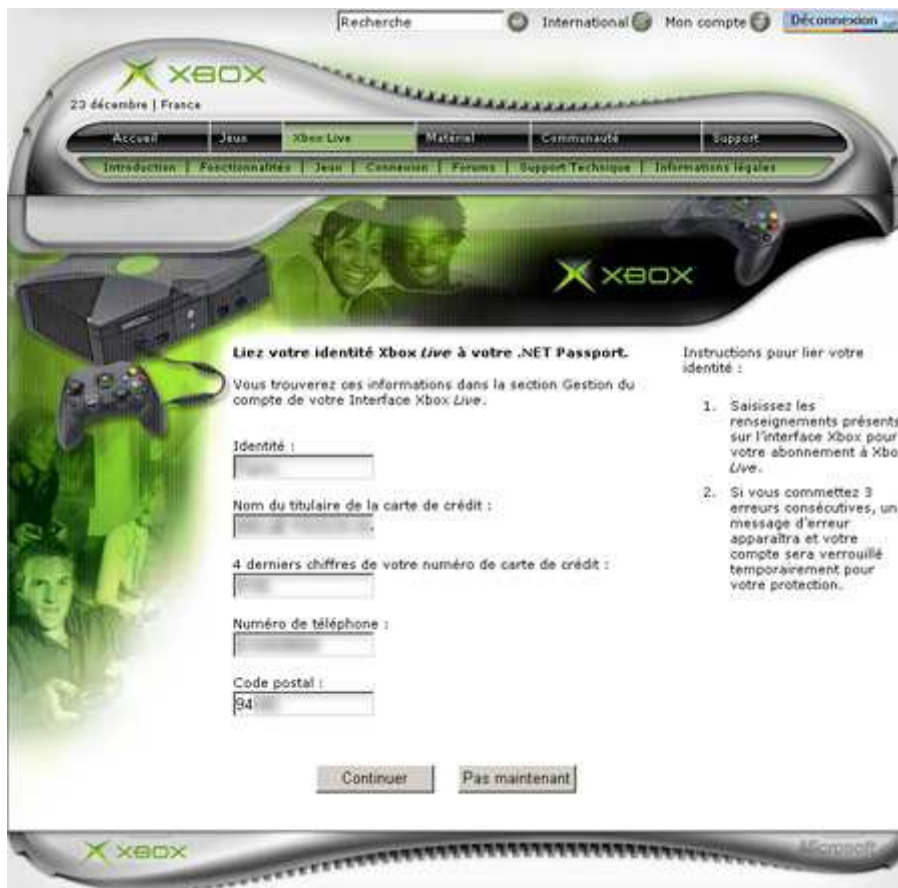 Recherche International Mon compte Déconnexion
XBOX
23 décembre | France
Accueil Jeux Xbox Live Matériel Communauté Support
Introduction | Fonctionnalités | Jeux | Connexion | Forums | Support Technique | Informations légales
XBOX
Liez votre identité Xbox Live à votre .NET Passport.
Vous trouverez ces informations dans la section Gestion du
compte de votre Interface Xbox Live.
Identité :
Nom du titulaire de la carte de crédit :
4 derniers chiffres de votre numéro de carte de crédit :
Numéro de téléphone :
Code postal :
94
Continuer Pas maintenant
Instructions pour lier votre
identité :
1. Saisissez les
renseignements présents
sur l'interface Xbox pour
votre abonnement à Xbo
Live.
2. Si vous commettez 3
erreurs consécutives, un
message d'erreur
apparaîtra et votre
compte sera verrouillé
temporairement pour
votre protection.
XBOX
Microsoft